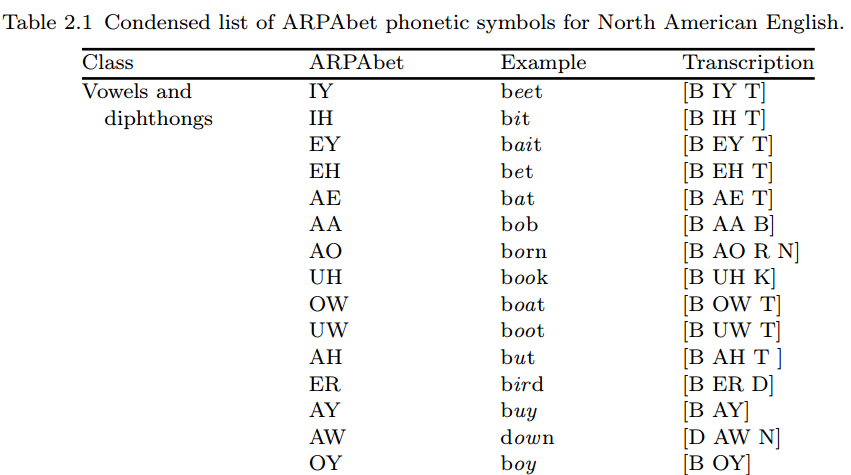 Table 2.1 Condensed list of ARPAbet phonetic symbols for North American English.
Class ARPAbet Example Transcription
Vowels and IY beet [B IY T]
diphthongs IH bit [B IH T]
EY bait [B EY T]
EH bet [B EH T]
AE bat [B AE T]
AA bob [B AA B]
AO born [B AO R N]
UH book [B UH K]
OW boat [B OW T]
UW boot [B UW T]
AH but [B AH T ]
ER bird [B ER D]
AY buy [B AY]
AW down [D AW N]
OY boy [B OY]